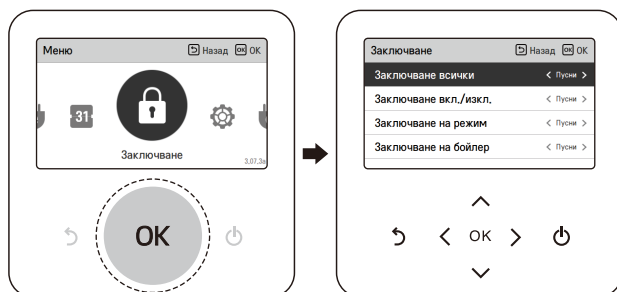 Меню Назад OK OK
31
Заключване
3.07.3a
OK
Заключване Назад OK OK
Заключване всички < Пусни >
Заключване вкл./изкл. < Пусни >
Заключване на режим < Пусни >
Заключване на бойлер < Пусни >
OK